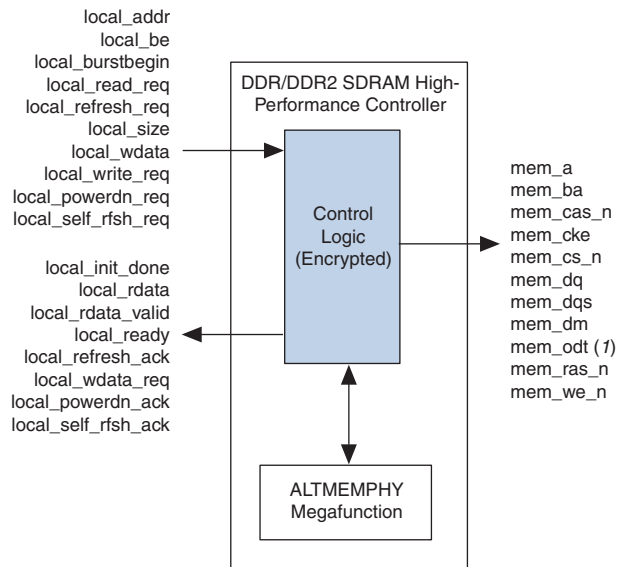 local_addr
local_be
local_burstbegin
local_read_req
local_refresh_req
local_size
local_wdata
local_write_req
local_powerdn_req
local_self_rfsh_req
local_init_done
local_rdata
local_rdata_valid
local_ready
local_refresh_ack
local_wdata_req
local_powerdn_ack
local_self_rfsh_ack
DDR/DDR2 SDRAM High-
Performance Controller
Control
Logic
(Encrypted)
ALTMEMPHY
Megafunction
mem_a
mem_ba
mem_cas_n
mem_cke
mem_cs_n
mem_dq
mem_dqs
mem_dm
mem_odt (1)
mem_ras_n
mem_we_n